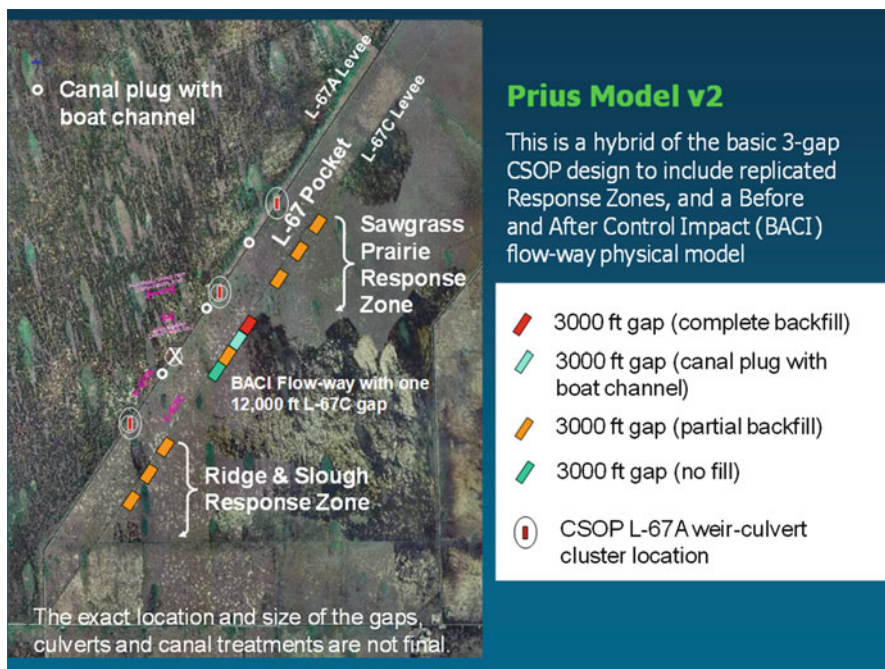 Canal plug with
boat channel
L-67A Levee
L-67C Levee
L-67 Pocket
Sawgrass
Prairie
Response
Zone
X
BACI Flow-way with one
12,000 ft L-67C gap
Ridge & Slough
Response Zone
The exact location and size of the gaps,
culverts and canal treatments are not final.
Prius Model v2
This is a hybrid of the basic 3-gap
CSOP design to include replicated
Response Zones, and a Before
and After Control Impact (BACI)
flow-way physical model
3000 ft gap (complete backfill)
3000 ft gap (canal plug with
boat channel)
3000 ft gap (partial backfill)
3000 ft gap (no fill)
CSOP L-67A weir-culvert
cluster location